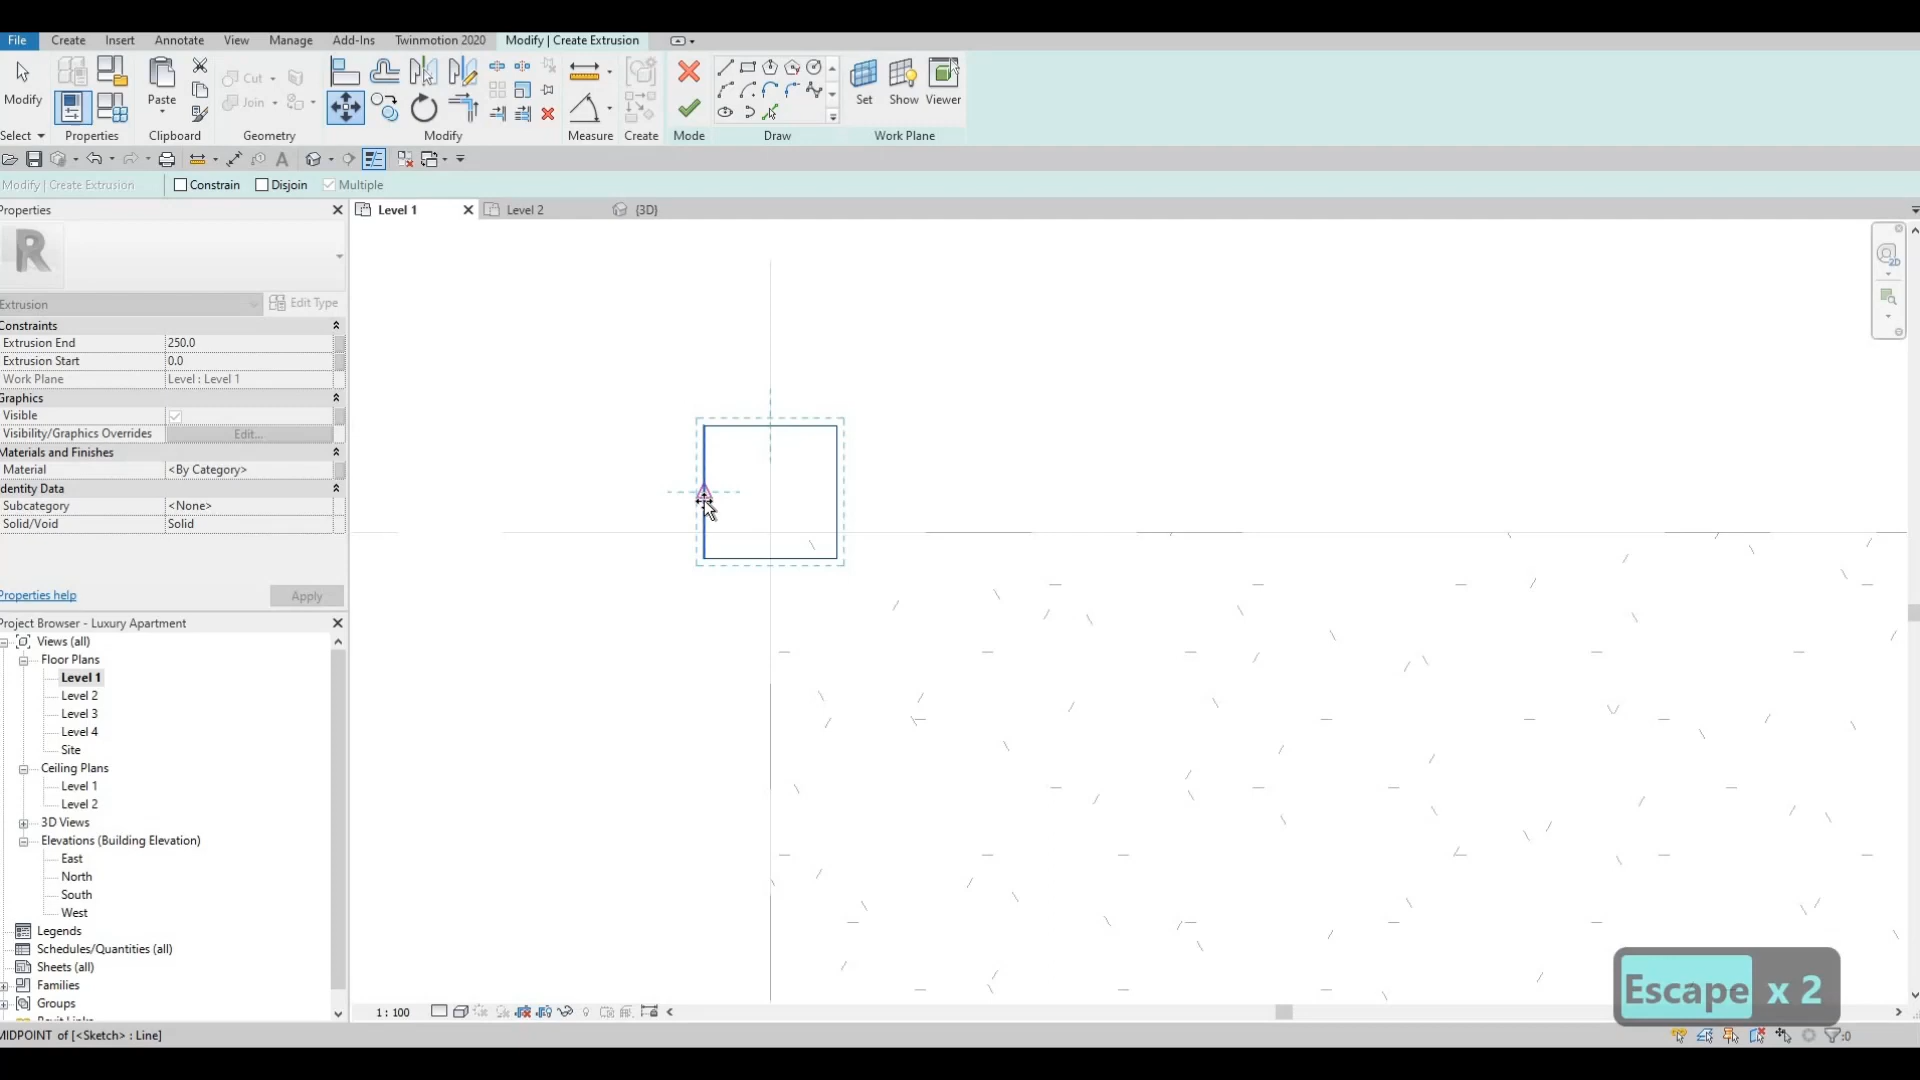 File Create Insert Annotate View Manage Add-Ins Twinmotion 2020 Modify | Create Extrusion
Modify Paste Cut Join Set Show Viewer
Select Properties Clipboard Geometry Modify Measure Create Mode Draw Work Plane
Modify | Create Extrusion Constrain Disjoin Multiple
Properties
Level 1 Level 2 {3D}
R
2D
Extrusion Edit Type
Constraints
Extrusion End 250.0
Extrusion Start 0.0
Work Plane Level : Level 1
Graphics
Visible
Visibility/Graphics Overrides Edit...
Materials and Finishes
Material <By Category>
Identity Data
Subcategory <None>
Solid/Void Solid
Properties help Apply
Project Browser - Luxury Apartment
Views (all)
Floor Plans
Level 1
Level 2
Level 3
Level 4
Site
Ceiling Plans
Level 1
Level 2
3D Views
Elevations (Building Elevation)
East
North
South
West
Legends
Schedules/Quantities (all)
Sheets (all)
Families
Groups
Escape x 2
1 : 100
MIDPOINT of [<Sketch> : Line]
:0